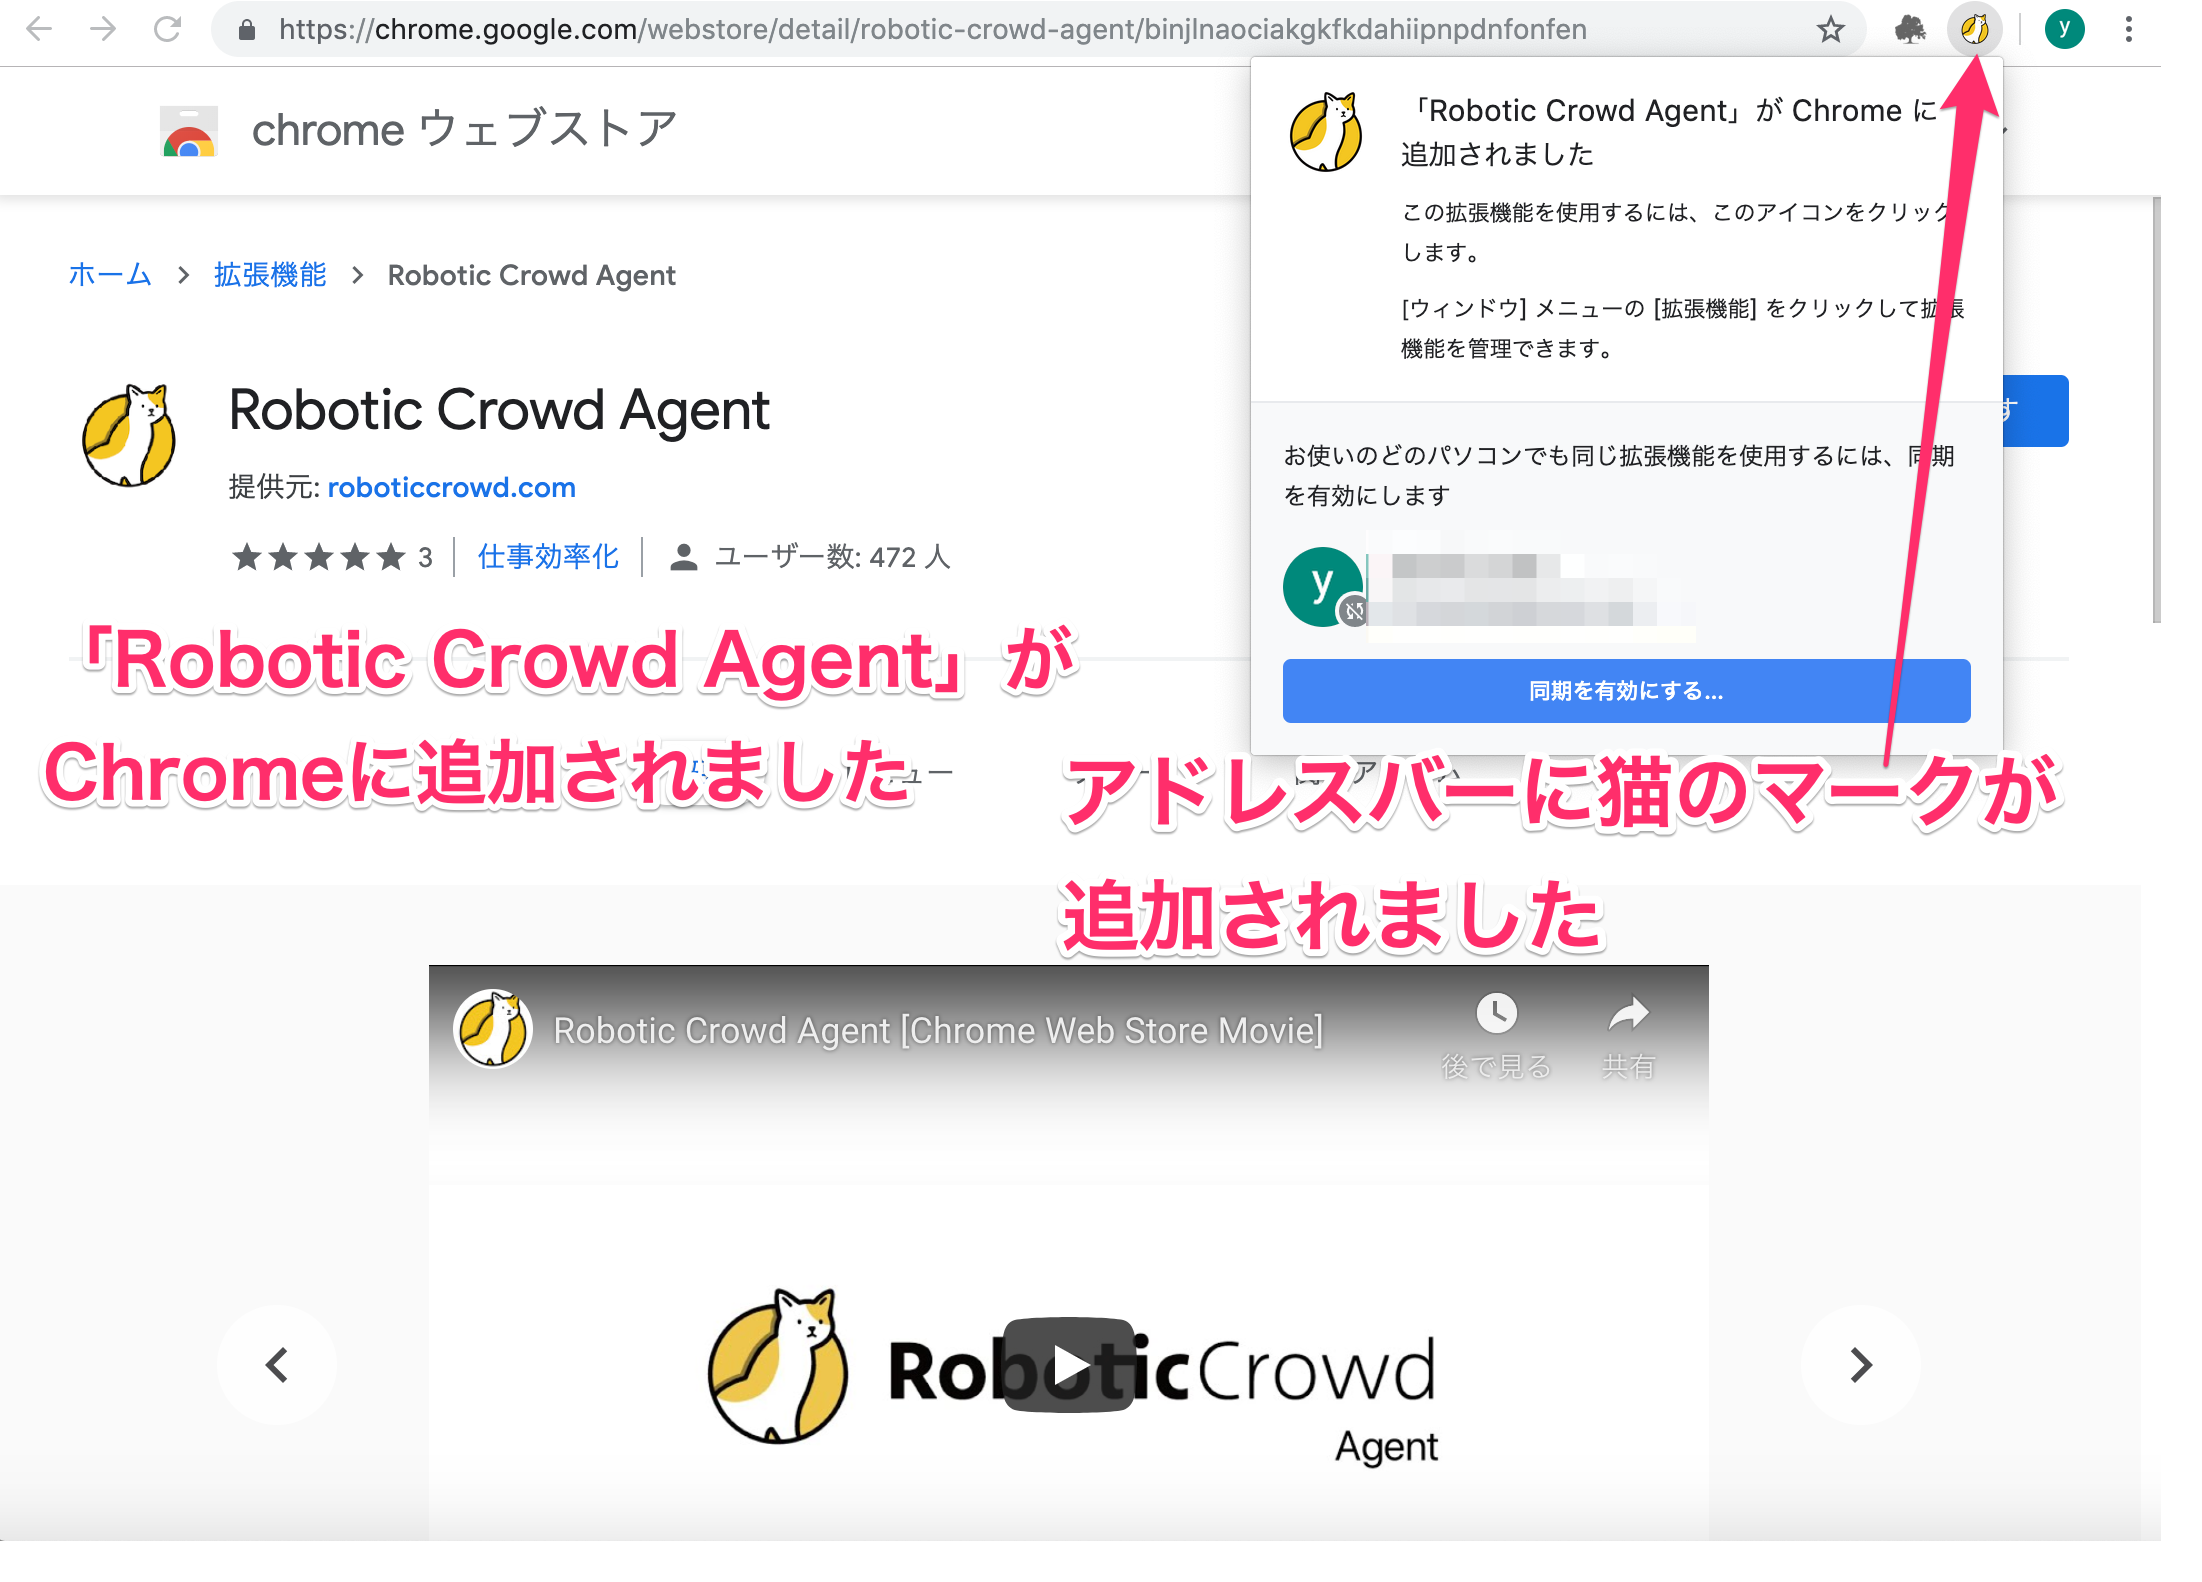 https://chrome.google.com/webstore/detail/robotic-crowd-agent/binjlnaociakgkfkdahiipnpdnfonfen
y
chrome ウェブストア
「Robotic Crowd Agent」が Chrome に
追加されました
この拡張機能を使用するには、このアイコンをクリック
します。
[ウィンドウ] メニューの [拡張機能] をクリックして拡張
機能を管理できます。
ホーム > 拡張機能 > Robotic Crowd Agent
Robotic Crowd Agent
す
提供元: roboticcrowd.com
★★★★★ 3 | 仕事効率化 | ユーザー数: 472 人
お使いのどのパソコンでも同じ拡張機能を使用するには、同期
を有効にします
y
同期を有効にする...
「Robotic Crowd Agent」が
Chromeに追加されました
アドレスバーに猫のマークが
追加されました
Robotic Crowd Agent [Chrome Web Store Movie]
後で見る
共有
RoboticCrowd
Agent